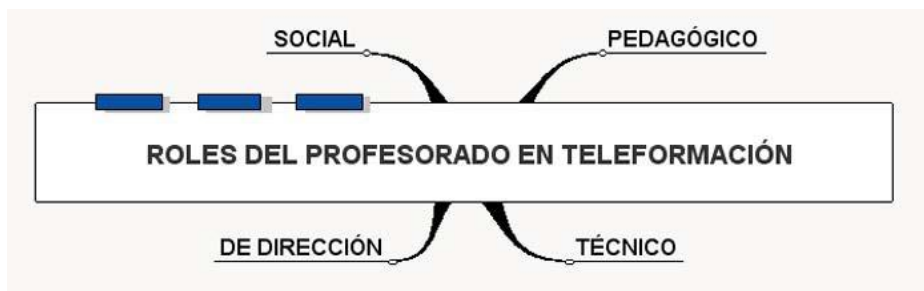 SOCIAL
PEDAGÓGICO
ROLES DEL PROFESORADO EN TELEFORMACIÓN
DE DIRECCIÓN
TÉCNICO